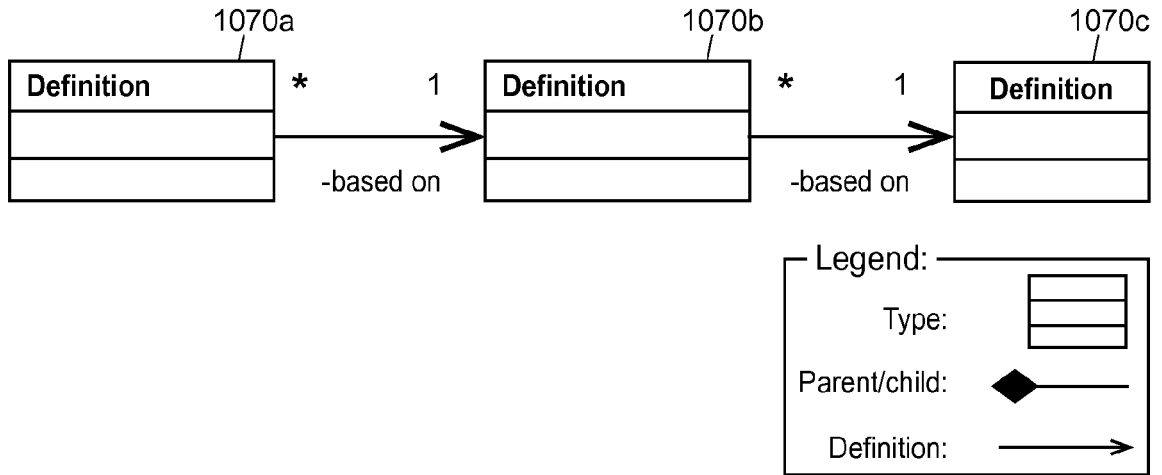 1070a 1070b 1070c
Definition * 1 Definition * 1 Definition
-based on -based on
Legend:
Type:
Parent/child:
Definition: